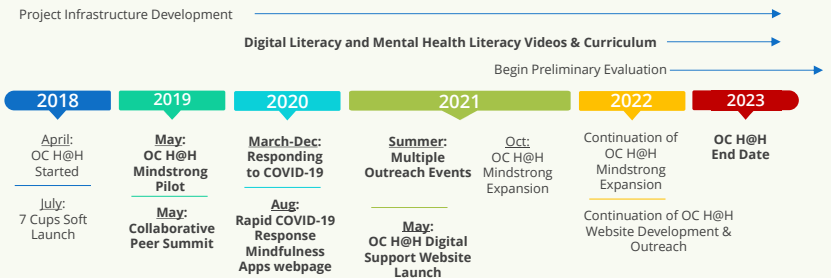 Project Infrastructure Development
Digital Literacy and Mental Health Literacy Videos & Curriculum
Begin Preliminary Evaluation
2018
2019
2020
2021
2022
2023
April:
OC H@H
Started
July:
7 Cups Soft
Launch
May:
OC H@H
Mindstrong
Pilot
May:
Collaborative
Peer Summit
March-Dec:
Responding
to COVID-19
Aug:
Rapid COVID-19
Response
Mindfulness
Apps webpage
Summer:
Multiple
Outreach Events
May:
OC H@H Digital
Support Website
Launch
Oct:
OC H@H
Mindstrong
Expansion
Continuation of
OC H@H
Mindstrong
Expansion
Continuation of OC H@H
Website Development &
Outreach
OC H@H
End Date